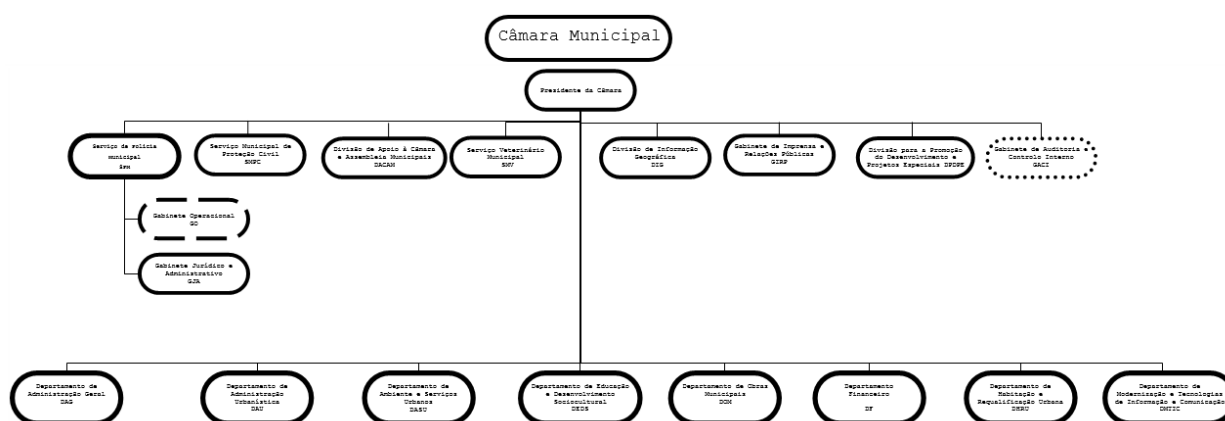 Câmara Municipal
Presidente da Câmara
Serviço de Polícia
municipal
SPM
Serviço Municipal de
Proteção Civil
SMPC
Divisão de Apoio à Câmara
e Assembleia Municipais
DACAM
Serviço Veterinário
Municipal
SMV
Divisão de Informação
Geográfica
DIG
Gabinete de Imprensa e
Relações Públicas
GIRP
Divisão para a Promoção
do Desenvolvimento e
Projetos Especiais DPDPE
Gabinete de Auditoria e
Controlo Interno
GACI
Gabinete Operacional
GO
Gabinete Jurídico e
Administrativo
GJA
Departamento de
Administração Geral
DAG
Departamento de
Administração
Urbanística
DAU
Departamento de
Ambiente e Serviços
Urbanos
DASU
Departamento de Educação
e Desenvolvimento
Sociocultural
DEDS
Departamento de Obras
Municipais
DOM
Departamento
Financeiro
DF
Departamento de
Habitação e
Requalificação Urbana
DHRU
Departamento de
Modernização e Tecnologias
de Informação e Comunicação
DMTIC